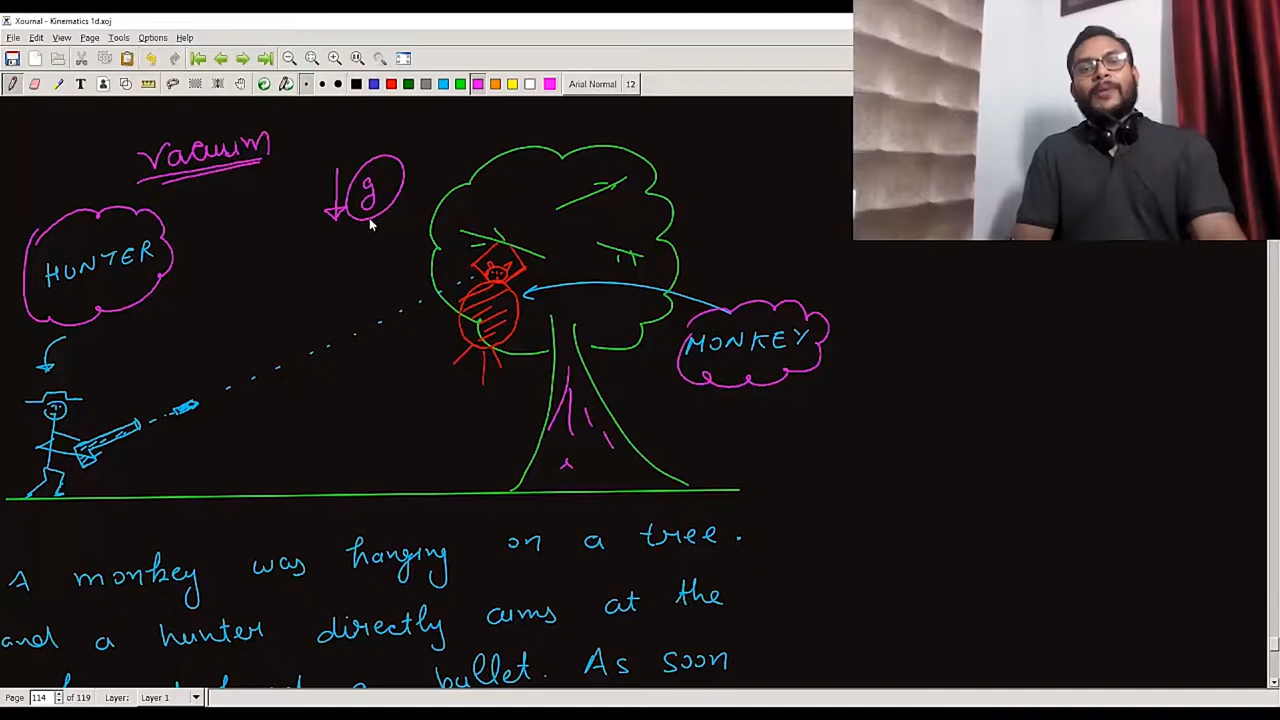 Xournal - Kinematics 1d.xoj
File Edit View Page Tools Options Help
T Arial Normal 12
Vacuum
g
HUNTER
MONKEY
A monkey was hanging on a tree.
and a hunter directly aims at the
bullet. As soon
Page 114 of 119 Layer: Layer 1